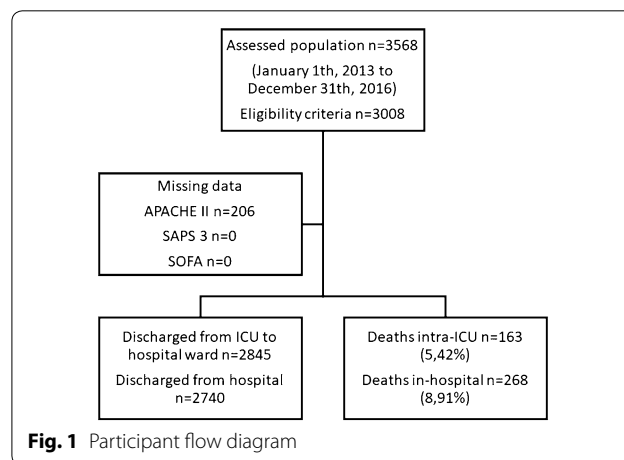 Assessed population n=3568
(January 1th, 2013 to
December 31th, 2016)
Eligibility criteria n=3008
Missing data
APACHE II n=206
SAPS 3 n=0
SOFA n=0
Discharged from ICU to
hospital ward n=2845
Discharged from hospital
n=2740
Deaths intra-ICU n=163
(5,42%)
Deaths in-hospital n=268
(8,91%)
Fig. 1 Participant flow diagram